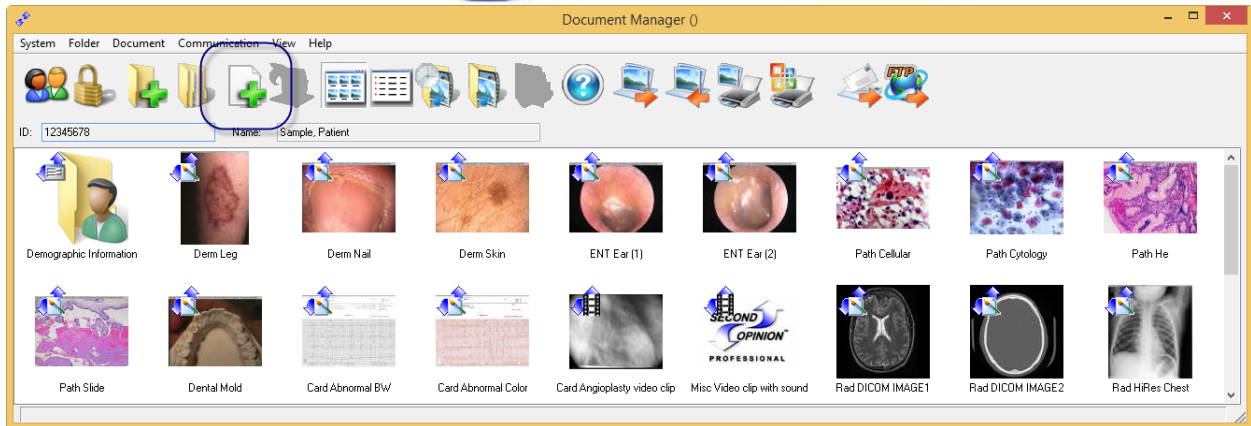 Document Manager ()
System Folder Document Communication View Help
FTP
ID: 12345678 Name: Sample, Patient
Demographic Information Derm Leg Derm Nail Derm Skin ENT Ear (1) ENT Ear (2) Path Cellular Path Cytology Path He
SECOND
OPINION™
PROFESSIONAL
Path Slide Dental Mold Card Abnormal BW Card Abnormal Color Card Angioplasty video clip Misc Video clip with sound Rad DICOM IMAGE1 Rad DICOM IMAGE2 Rad HiRes Chest